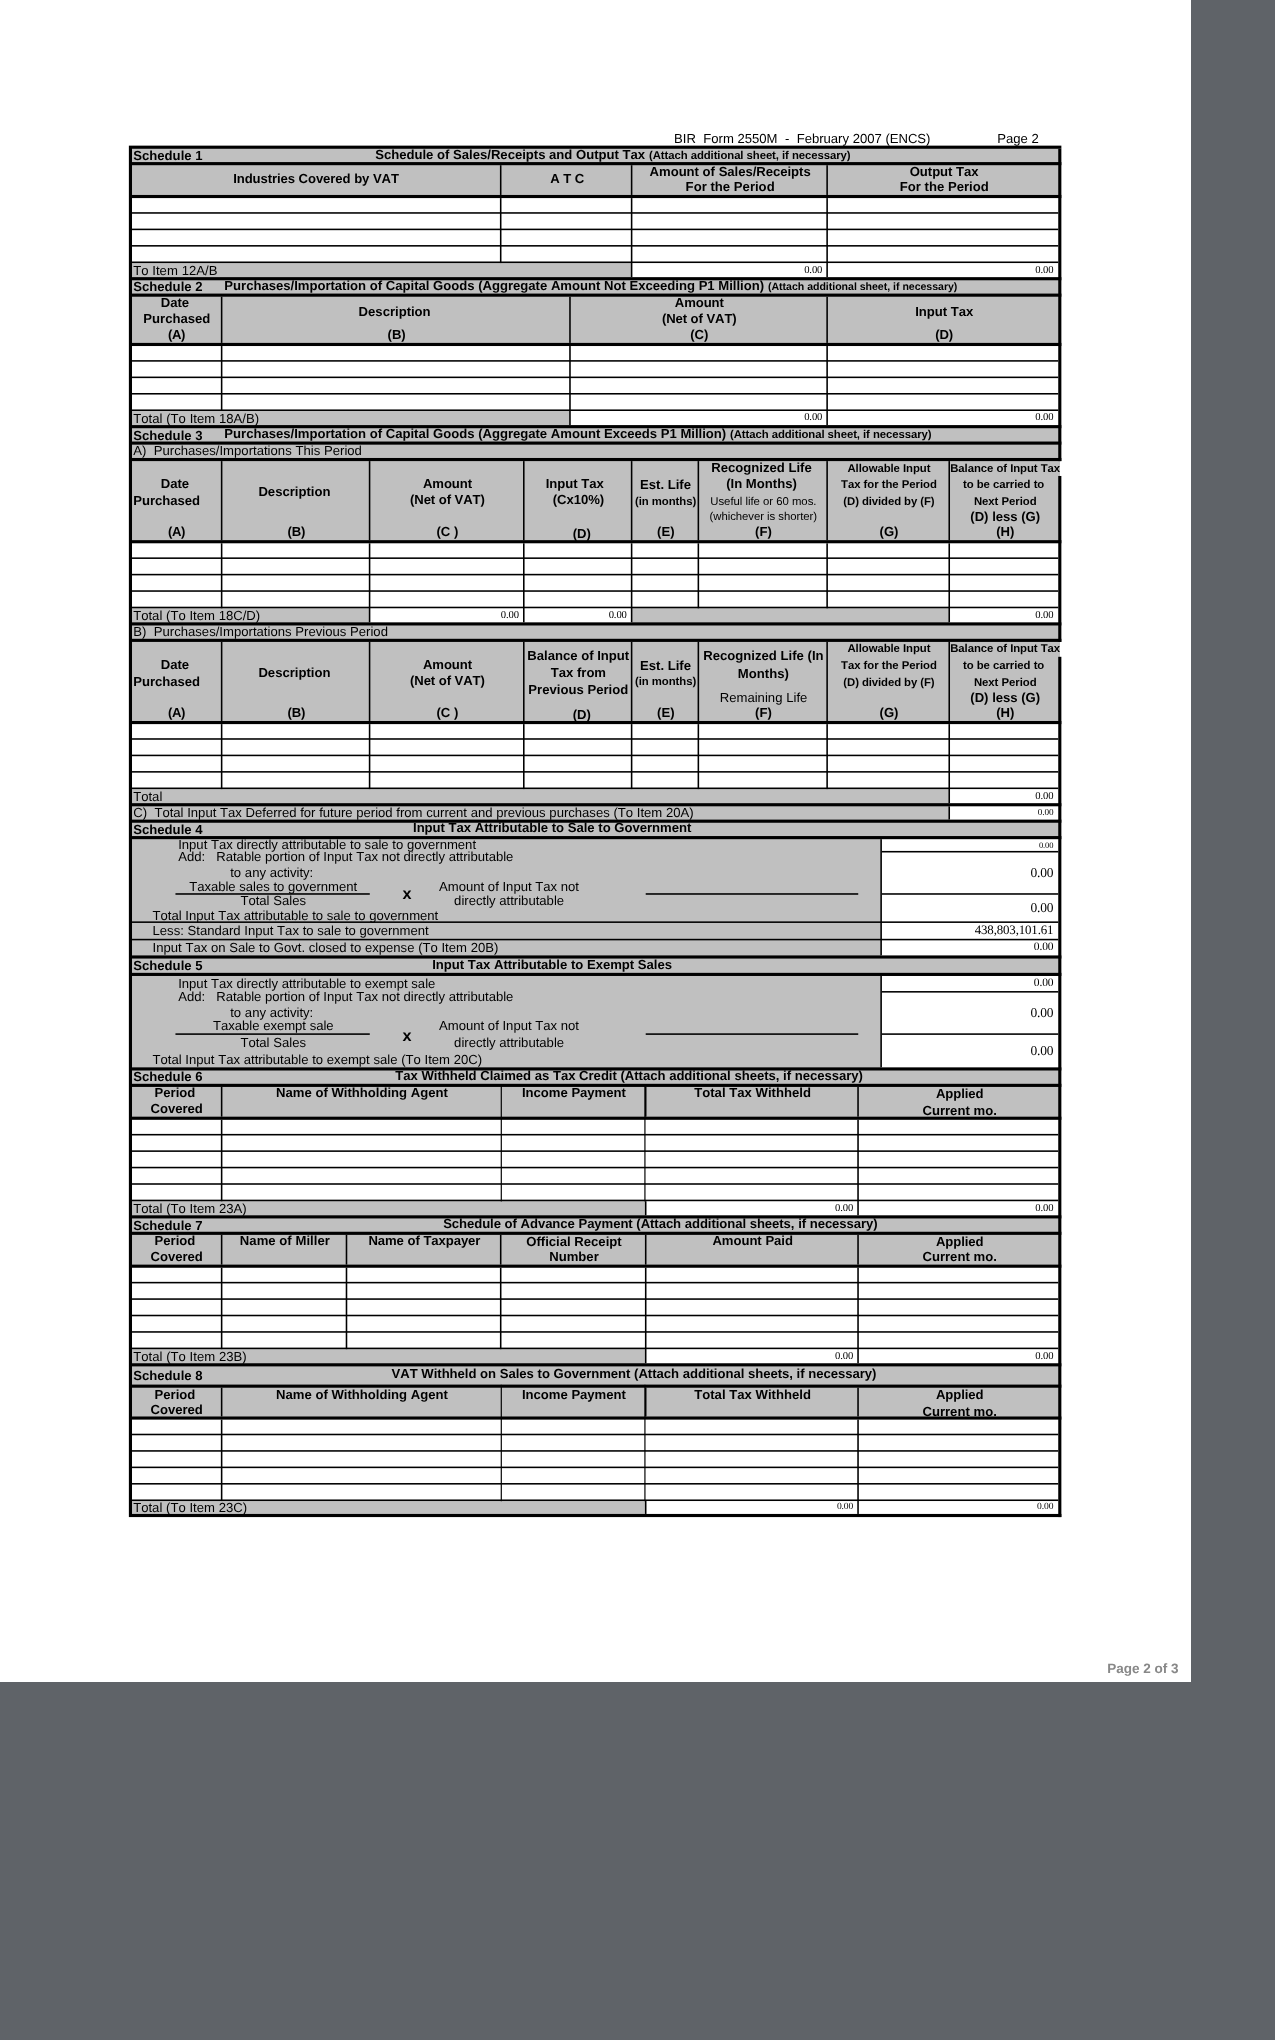 BIR Form 2550M - February 2007 (ENCS) Page 2
Schedule 1 Schedule of Sales/Receipts and Output Tax (Attach additional sheet, if necessary)
Industries Covered by VAT A T C Amount of Sales/Receipts For the Period Output Tax For the Period
To Item 12A/B 0.00 0.00
Schedule 2 Purchases/Importation of Capital Goods (Aggregate Amount Not Exceeding P1 Million) (Attach additional sheet, if necessary)
Date Purchased (A) Description (B) Amount (Net of VAT) (C) Input Tax (D)
Total (To Item 18A/B) 0.00 0.00
Schedule 3 Purchases/Importation of Capital Goods (Aggregate Amount Exceeds P1 Million) (Attach additional sheet, if necessary)
A) Purchases/Importations This Period
Date Purchased (A) Description (B) Amount (Net of VAT) (C ) Input Tax (Cx10%) (D) Est. Life (in months) (E) Recognized Life (In Months) Useful life or 60 mos. (whichever is shorter) (F) Allowable Input Tax for the Period (D) divided by (F) (G) Balance of Input Tax to be carried to Next Period (D) less (G) (H)
Total (To Item 18C/D) 0.00 0.00 0.00
B) Purchases/Importations Previous Period
Date Purchased (A) Description (B) Amount (Net of VAT) (C ) Balance of Input Tax from Previous Period (D) Est. Life (in months) (E) Recognized Life (In Months) Remaining Life (F) Allowable Input Tax for the Period (D) divided by (F) (G) Balance of Input Tax to be carried to Next Period (D) less (G) (H)
Total 0.00
C) Total Input Tax Deferred for future period from current and previous purchases (To Item 20A) 0.00
Schedule 4 Input Tax Attributable to Sale to Government
Input Tax directly attributable to sale to government 0.00
Add: Ratable portion of Input Tax not directly attributable
to any activity: 0.00
Taxable sales to government x Amount of Input Tax not
Total Sales directly attributable 0.00
Total Input Tax attributable to sale to government
Less: Standard Input Tax to sale to government 438,803,101.61
Input Tax on Sale to Govt. closed to expense (To Item 20B) 0.00
Schedule 5 Input Tax Attributable to Exempt Sales
Input Tax directly attributable to exempt sale 0.00
Add: Ratable portion of Input Tax not directly attributable
to any activity: 0.00
Taxable exempt sale x Amount of Input Tax not
Total Sales directly attributable 0.00
Total Input Tax attributable to exempt sale (To Item 20C)
Schedule 6 Tax Withheld Claimed as Tax Credit (Attach additional sheets, if necessary)
Period Covered Name of Withholding Agent Income Payment Total Tax Withheld Applied Current mo.
Total (To Item 23A) 0.00 0.00
Schedule 7 Schedule of Advance Payment (Attach additional sheets, if necessary)
Period Covered Name of Miller Name of Taxpayer Official Receipt Number Amount Paid Applied Current mo.
Total (To Item 23B) 0.00 0.00
Schedule 8 VAT Withheld on Sales to Government (Attach additional sheets, if necessary)
Period Covered Name of Withholding Agent Income Payment Total Tax Withheld Applied Current mo.
Total (To Item 23C) 0.00 0.00
Page 2 of 3